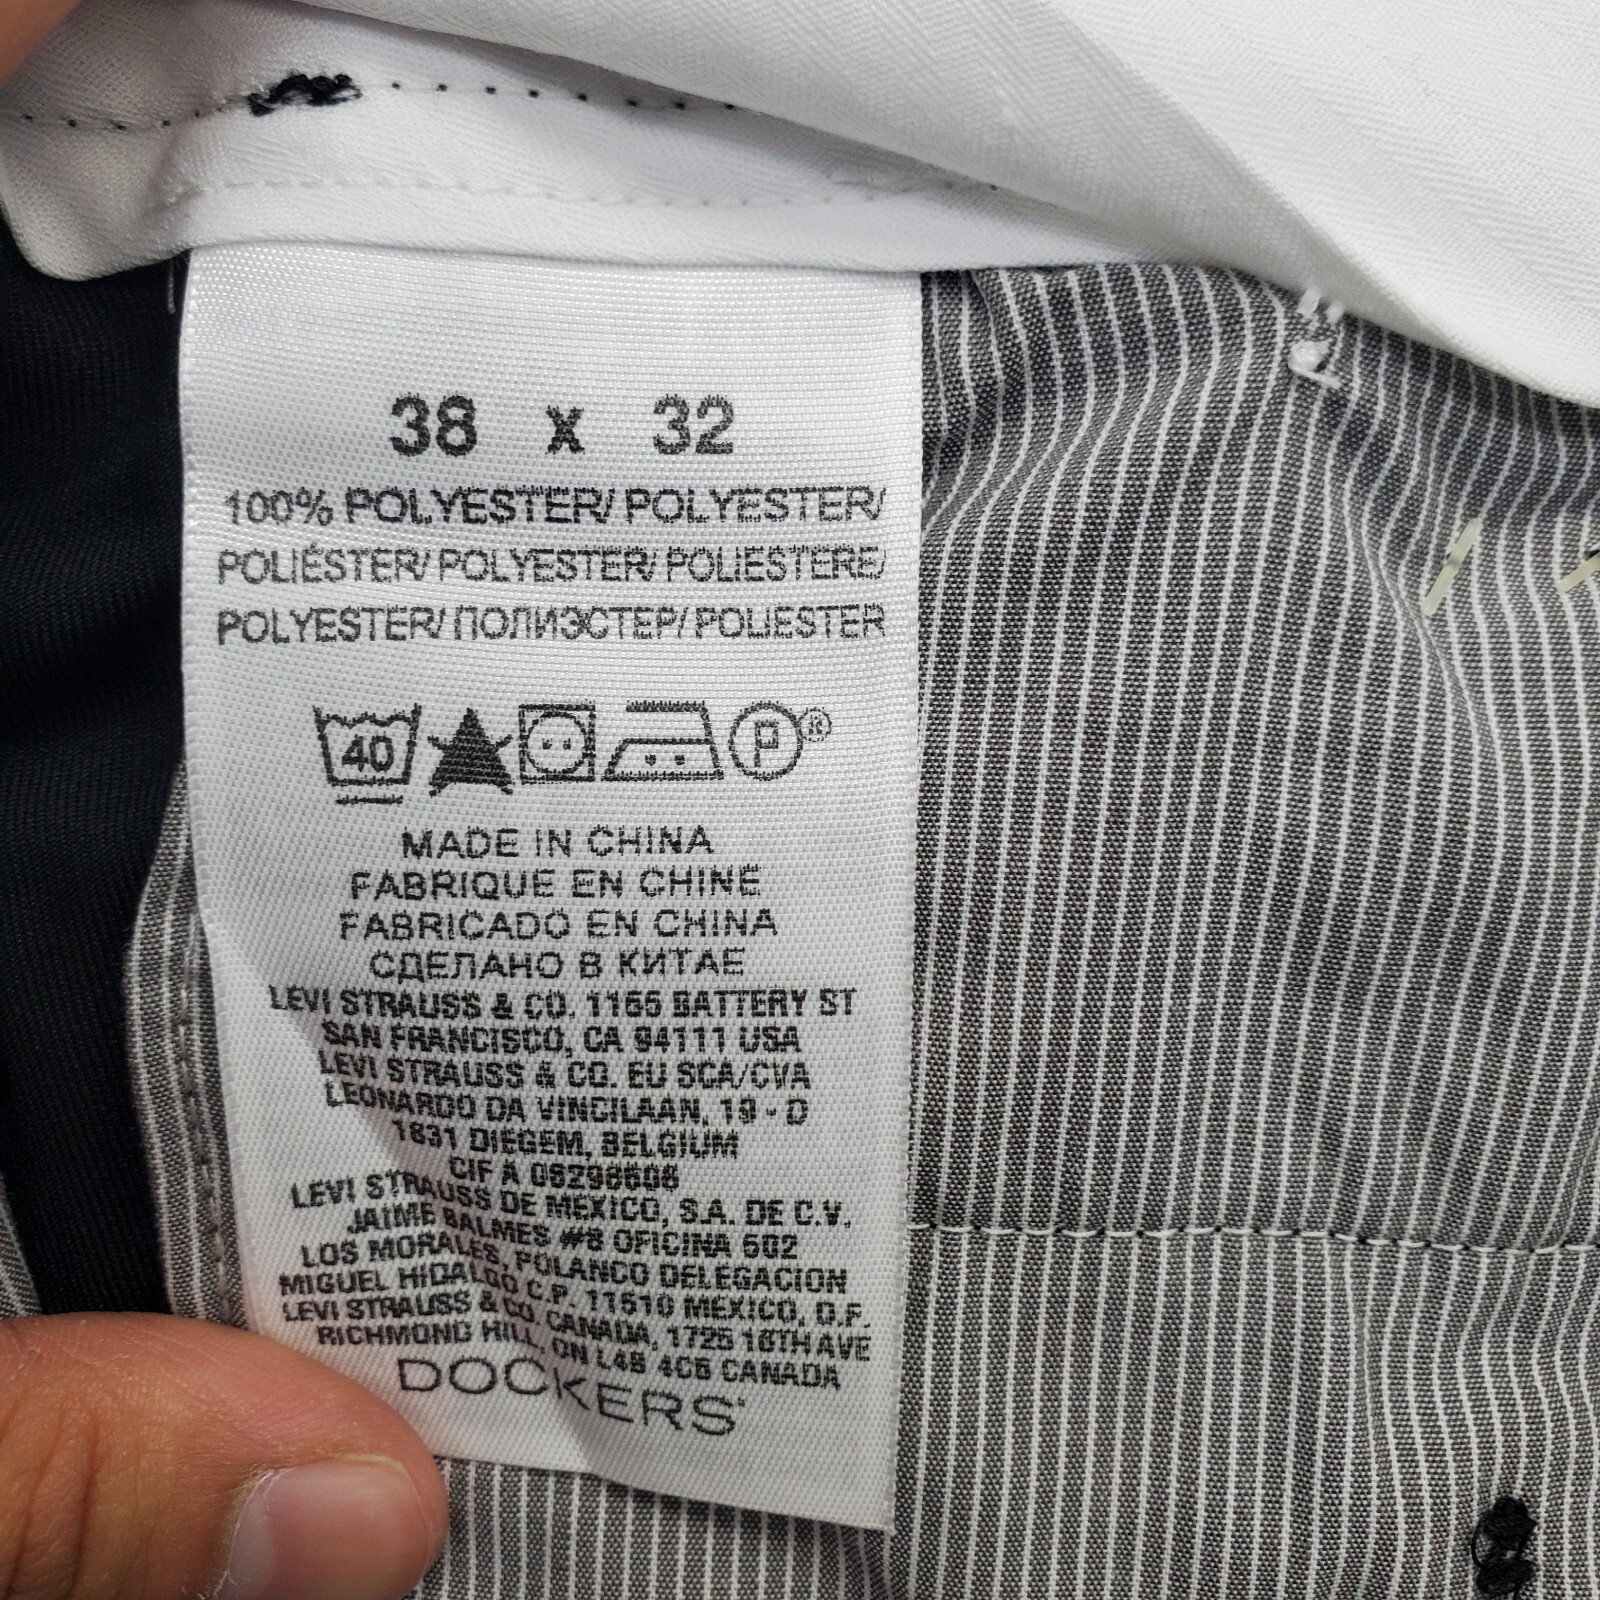 38 x 32
100% POLYESTER/ POLYESTER/
POLIÉSTER/ POLYESTER/ POLIESTERE/
POLYESTER/ ПОЛИЭСТЕР/ POLIESTER
40
P ®
MADE IN CHINA
FABRIQUE EN CHINE
FABRICADO EN CHINA
СДЕЛАНО В КИТАЕ
LEVI STRAUSS & CO. 1155 BATTERY ST
SAN FRANCISCO, CA 94111 USA
LEVI STRAUSS & CO. EU SCA/CVA
LEONARDO DA VINCILAAN, 19 - D
1831 DIEGEM, BELGIUM
CIF A
LEVI STRAUSS DE MEXICO, S.A. DE C.V.
JAIME BALMES #8 OFICINA 602
LOS MORALES, POLANCO DELEGACION
MIGUEL HIDALGO C.P. 11510 MEXICO, D.F.
LEVI STRAUSS & CO. CANADA, 1725 16TH AVE
RICHMOND HILL, ON L4B 4C6 CANADA
DOCKERS